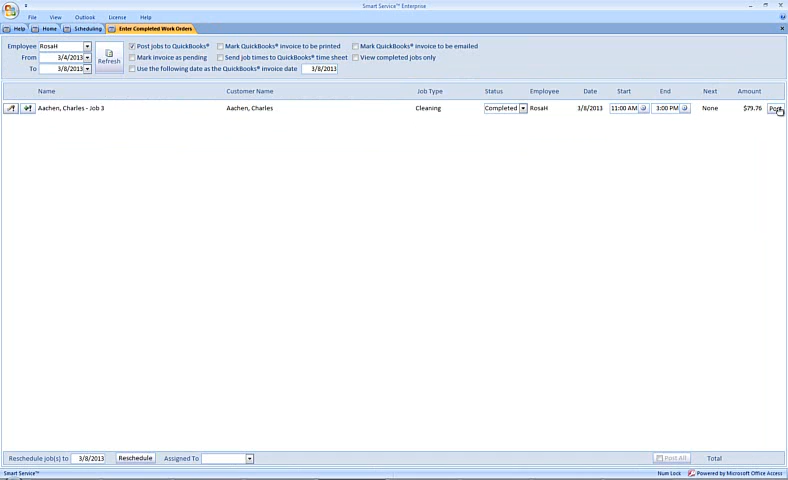 Smart Service™ Enterprise
File View Outlook License Help
Help Home Scheduling Enter Completed Work Orders
Employee RosaH
From 3/4/2013
To 3/8/2013
Refresh
Post jobs to QuickBooks® Mark QuickBooks® invoice to be printed Mark QuickBooks® invoice to be emailed
Mark invoice as pending Send job times to QuickBooks® time sheet View completed jobs only
Use the following date as the QuickBooks® invoice date 3/8/2013
Name Customer Name Job Type Status Employee Date Start End Next Amount
Aachen, Charles - Job 3 Aachen, Charles Cleaning Completed RosaH 3/8/2013 11:00 AM 3:00 PM None $79.76 Post
Reschedule job(s) to 3/8/2013 Reschedule Assigned To Post All Total
Smart Service™ Num Lock Powered by Microsoft Office Access